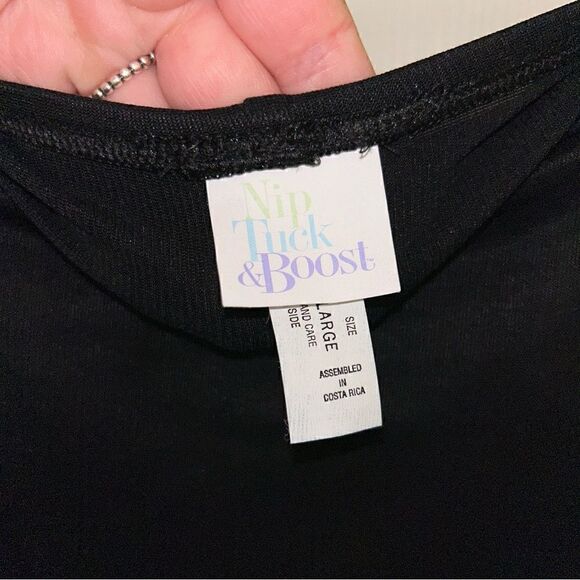 Nip
Tuck
&Boost
SIZE
LARGE
AND CARE
SIDE
ASSEMBLED
IN
COSTA RICA